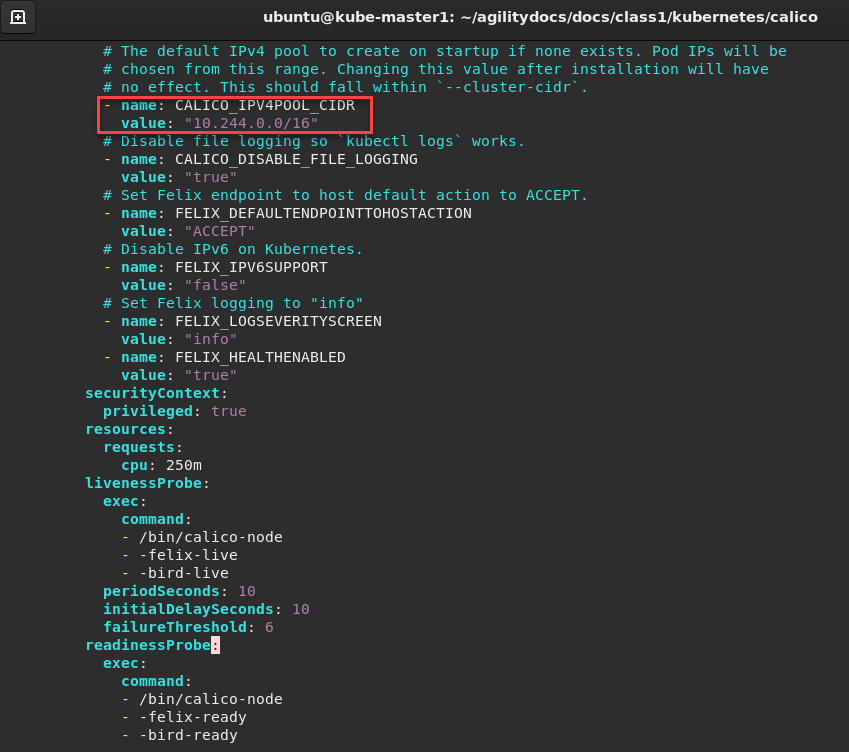 ubuntu@kube-master1: ~/agilitydocs/docs/class1/kubernetes/calico
# The default IPv4 pool to create on startup if none exists. Pod IPs will be
# chosen from this range. Changing this value after installation will have
# no effect. This should fall within `--cluster-cidr`.
- name: CALICO_IPV4POOL_CIDR
value: "10.244.0.0/16"
# Disable file logging so `kubectl logs` works.
- name: CALICO_DISABLE_FILE_LOGGING
value: "true"
# Set Felix endpoint to host default action to ACCEPT.
- name: FELIX_DEFAULTENDPOINTTOHOSTACTION
value: "ACCEPT"
# Disable IPv6 on Kubernetes.
- name: FELIX_IPV6SUPPORT
value: "false"
# Set Felix logging to "info"
- name: FELIX_LOGSEVERITYSCREEN
value: "info"
- name: FELIX_HEALTHENABLED
value: "true"
securityContext:
privileged: true
resources:
requests:
cpu: 250m
livenessProbe:
exec:
command:
- /bin/calico-node
- -felix-live
- -bird-live
periodSeconds: 10
initialDelaySeconds: 10
failureThreshold: 6
readinessProbe:
exec:
command:
- /bin/calico-node
- -felix-ready
- -bird-ready